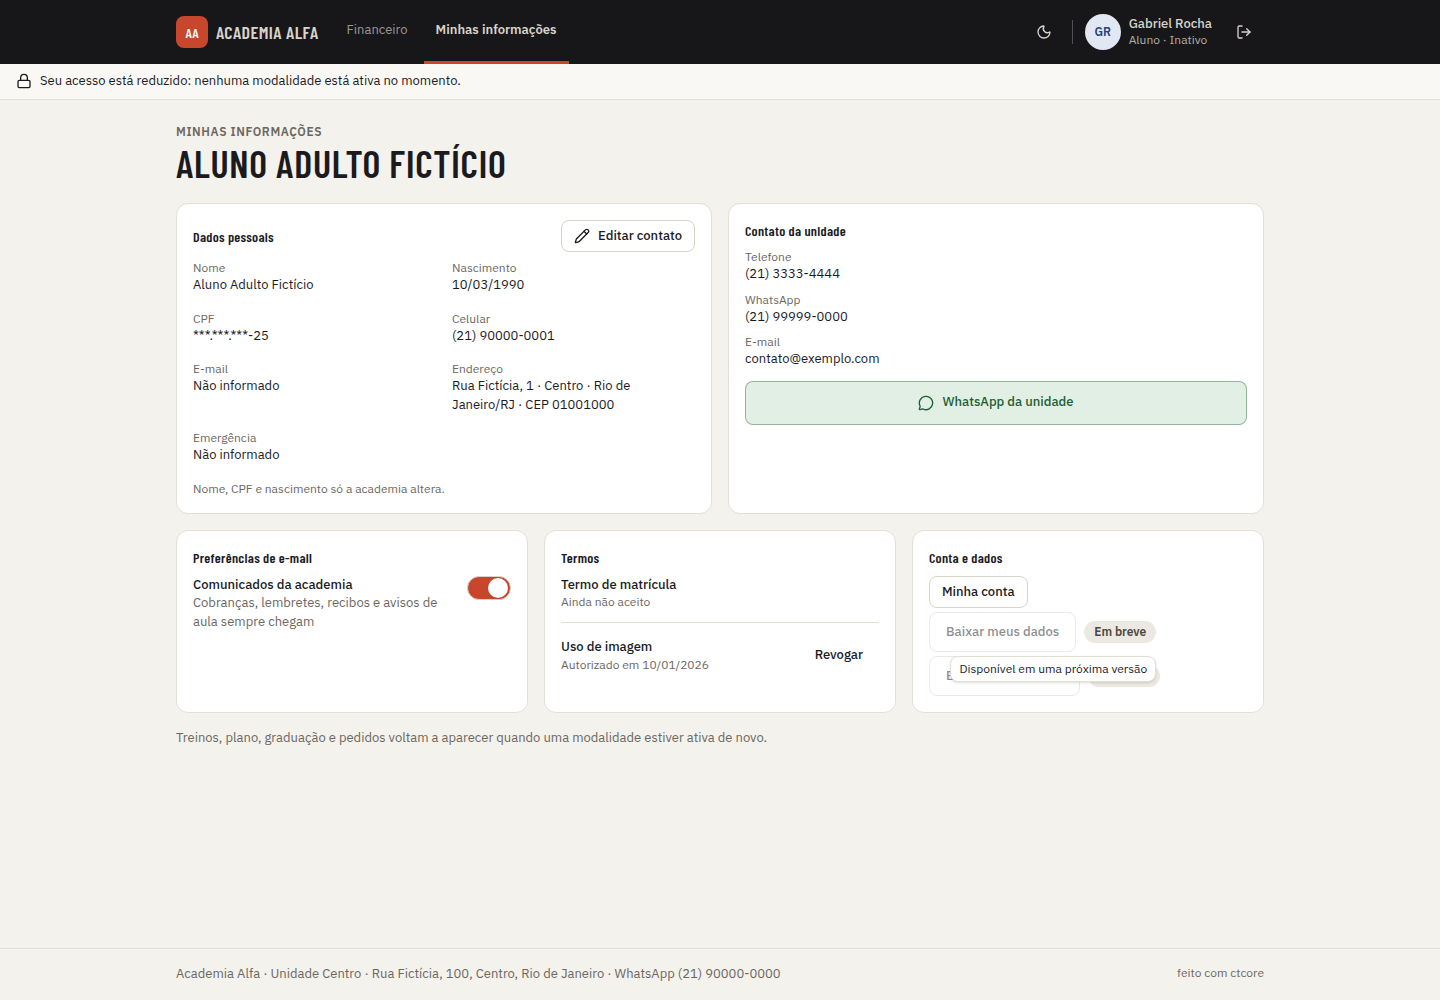 AA ACADEMIA ALFA Financeiro Minhas informações GR Gabriel Rocha
Aluno · Inativo
Seu acesso está reduzido: nenhuma modalidade está ativa no momento.
MINHAS INFORMAÇÕES
ALUNO ADULTO FICTÍCIO
Dados pessoais
Editar contato
Nome
Aluno Adulto Fictício
Nascimento
10/03/1990
CPF
***.***.***-25
Celular
(21) 90000-0001
E-mail
Não informado
Endereço
Rua Fictícia, 1 · Centro · Rio de
Janeiro/RJ · CEP 01001000
Emergência
Não informado
Nome, CPF e nascimento só a academia altera.
Contato da unidade
Telefone
(21) 3333-4444
WhatsApp
(21) 99999-0000
E-mail
contato@exemplo.com
WhatsApp da unidade
Preferências de e-mail
Comunicados da academia
Cobranças, lembretes, recibos e avisos de
aula sempre chegam
Termos
Termo de matrícula
Ainda não aceito
Uso de imagem
Autorizado em 10/01/2026
Revogar
Conta e dados
Minha conta
Baixar meus dados Em breve
Disponível em uma próxima versão
Treinos, plano, graduação e pedidos voltam a aparecer quando uma modalidade estiver ativa de novo.
Academia Alfa · Unidade Centro · Rua Fictícia, 100, Centro, Rio de Janeiro · WhatsApp (21) 90000-0000
feito com ctcore